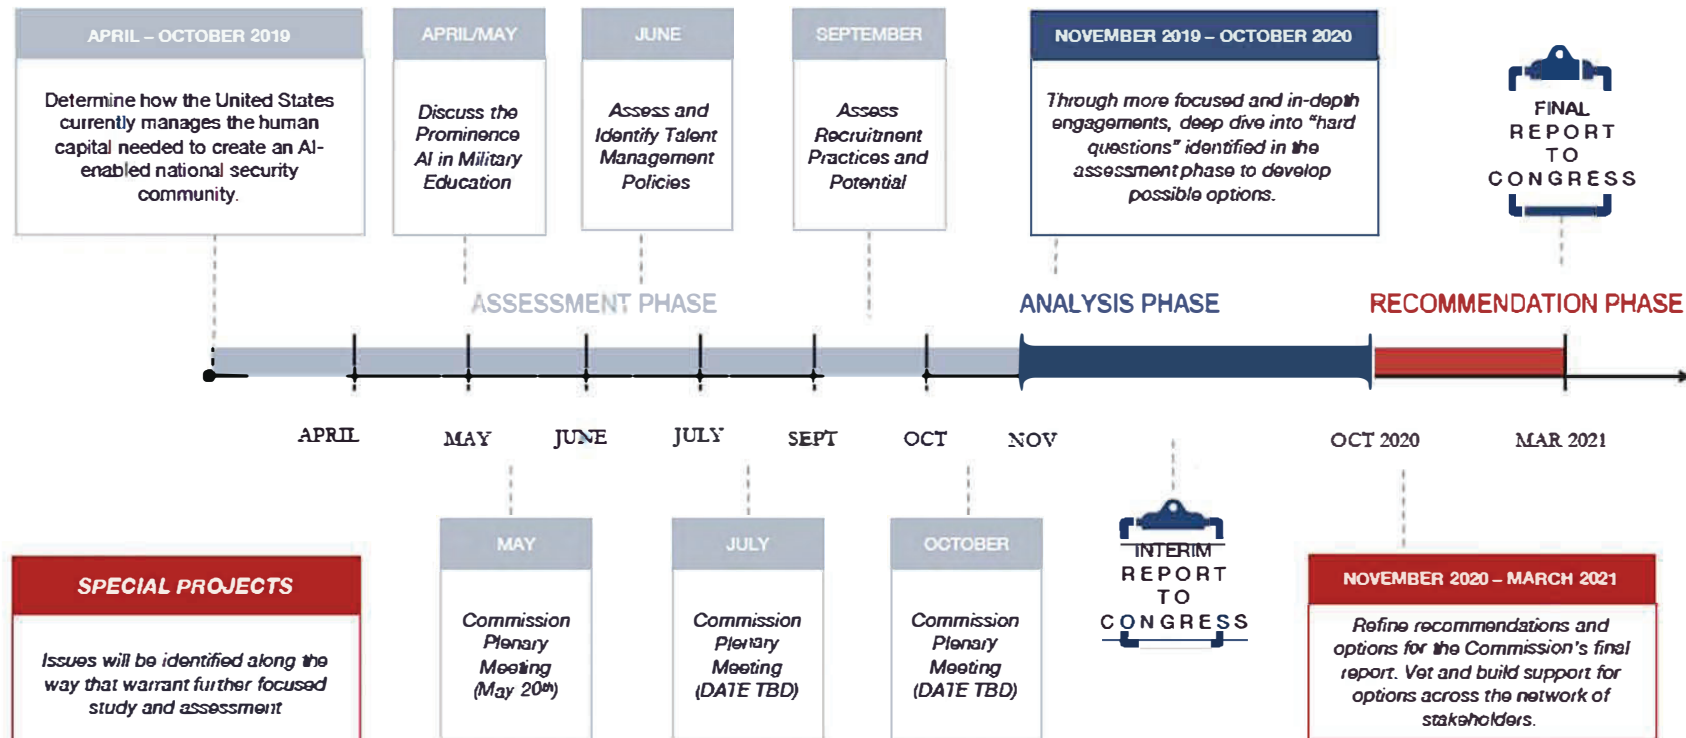 APRIL – OCTOBER 2019
Determine how the United States
currently manages the human
capital needed to create an AI-
enabled national security
community.
APRIL/MAY
Discuss the
Prominence
AI in Military
Education
JUNE
Assess and
Identify Talent
Management
Policies
SEPTEMBER
Assess
Recruitment
Practices and
Potential
NOVEMBER 2019 – OCTOBER 2020
Through more focused and in-depth
engagements, deep dive into "hard
questions" identified in the
assessment phase to develop
possible options.
FINAL
REPORT
TO
CONGRESS
ASSESSMENT PHASE
ANALYSIS PHASE
RECOMMENDATION PHASE
APRIL
MAY
JUNE
JULY
SEPT
OCT
NOV
OCT 2020
MAR 2021
SPECIAL PROJECTS
Issues will be identified along the
way that warrant further focused
study and assessment
MAY
Commission
Plenary
Meeting
(May 20th)
JULY
Commission
Plenary
Meeting
(DATE TBD)
OCTOBER
Commission
Plenary
Meeting
(DATE TBD)
INTERIM
REPORT
TO
CONGRESS
NOVEMBER 2020 – MARCH 2021
Refine recommendations and
options for the Commission's final
report. Vet and build support for
options across the network of
stakeholders.